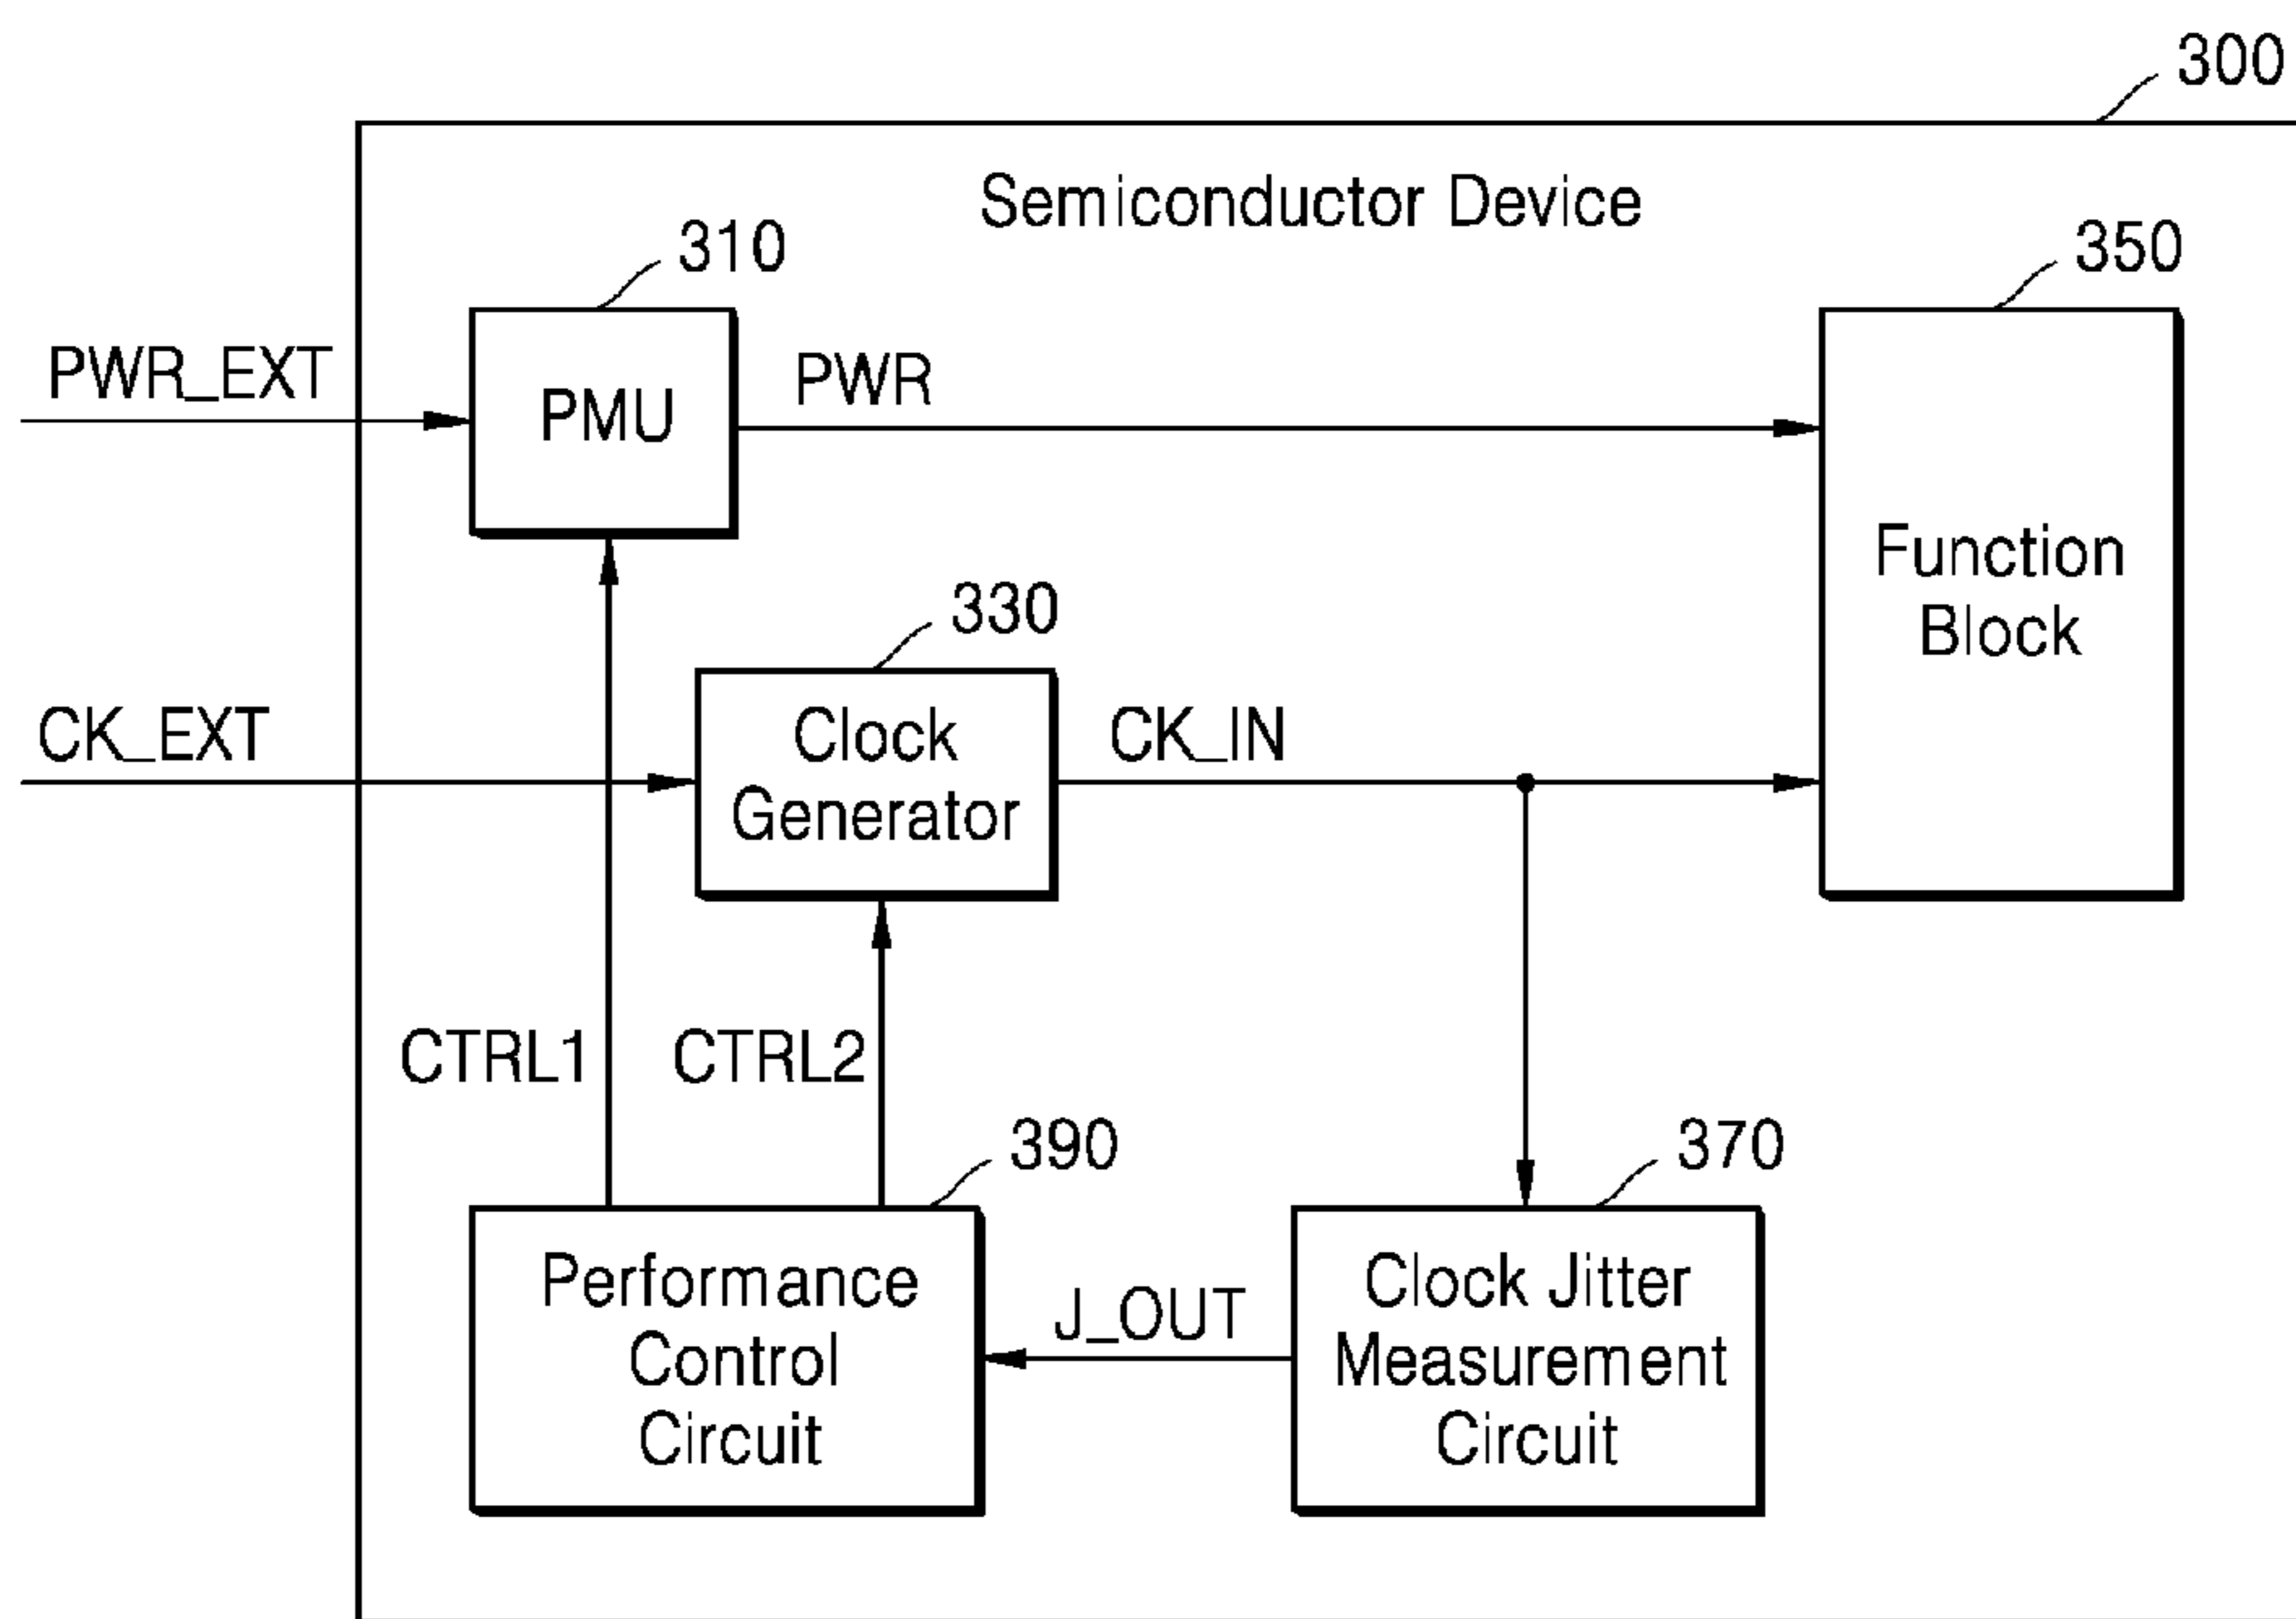 300
Semiconductor Device
310
350
PWR_EXT
PMU
PWR
Function
Block
330
CK_EXT
Clock
Generator
CK_IN
CTRL1
CTRL2
390
370
Performance
Control
Circuit
J_OUT
Clock Jitter
Measurement
Circuit